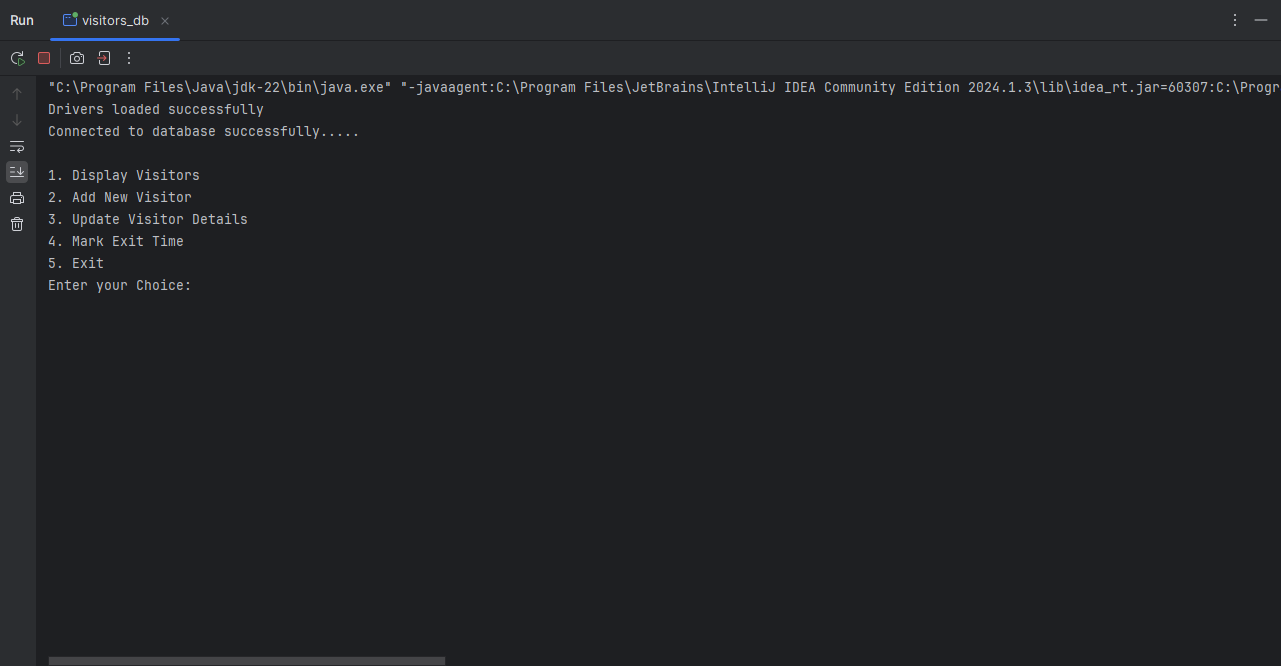 Run visitors_db
"C:\Program Files\Java\jdk-22\bin\java.exe" "-javaagent:C:\Program Files\JetBrains\IntelliJ IDEA Community Edition 2024.1.3\lib\idea_rt.jar=60307:C:\Progr
Drivers loaded successfully
Connected to database successfully.....
1. Display Visitors
2. Add New Visitor
3. Update Visitor Details
4. Mark Exit Time
5. Exit
Enter your Choice: